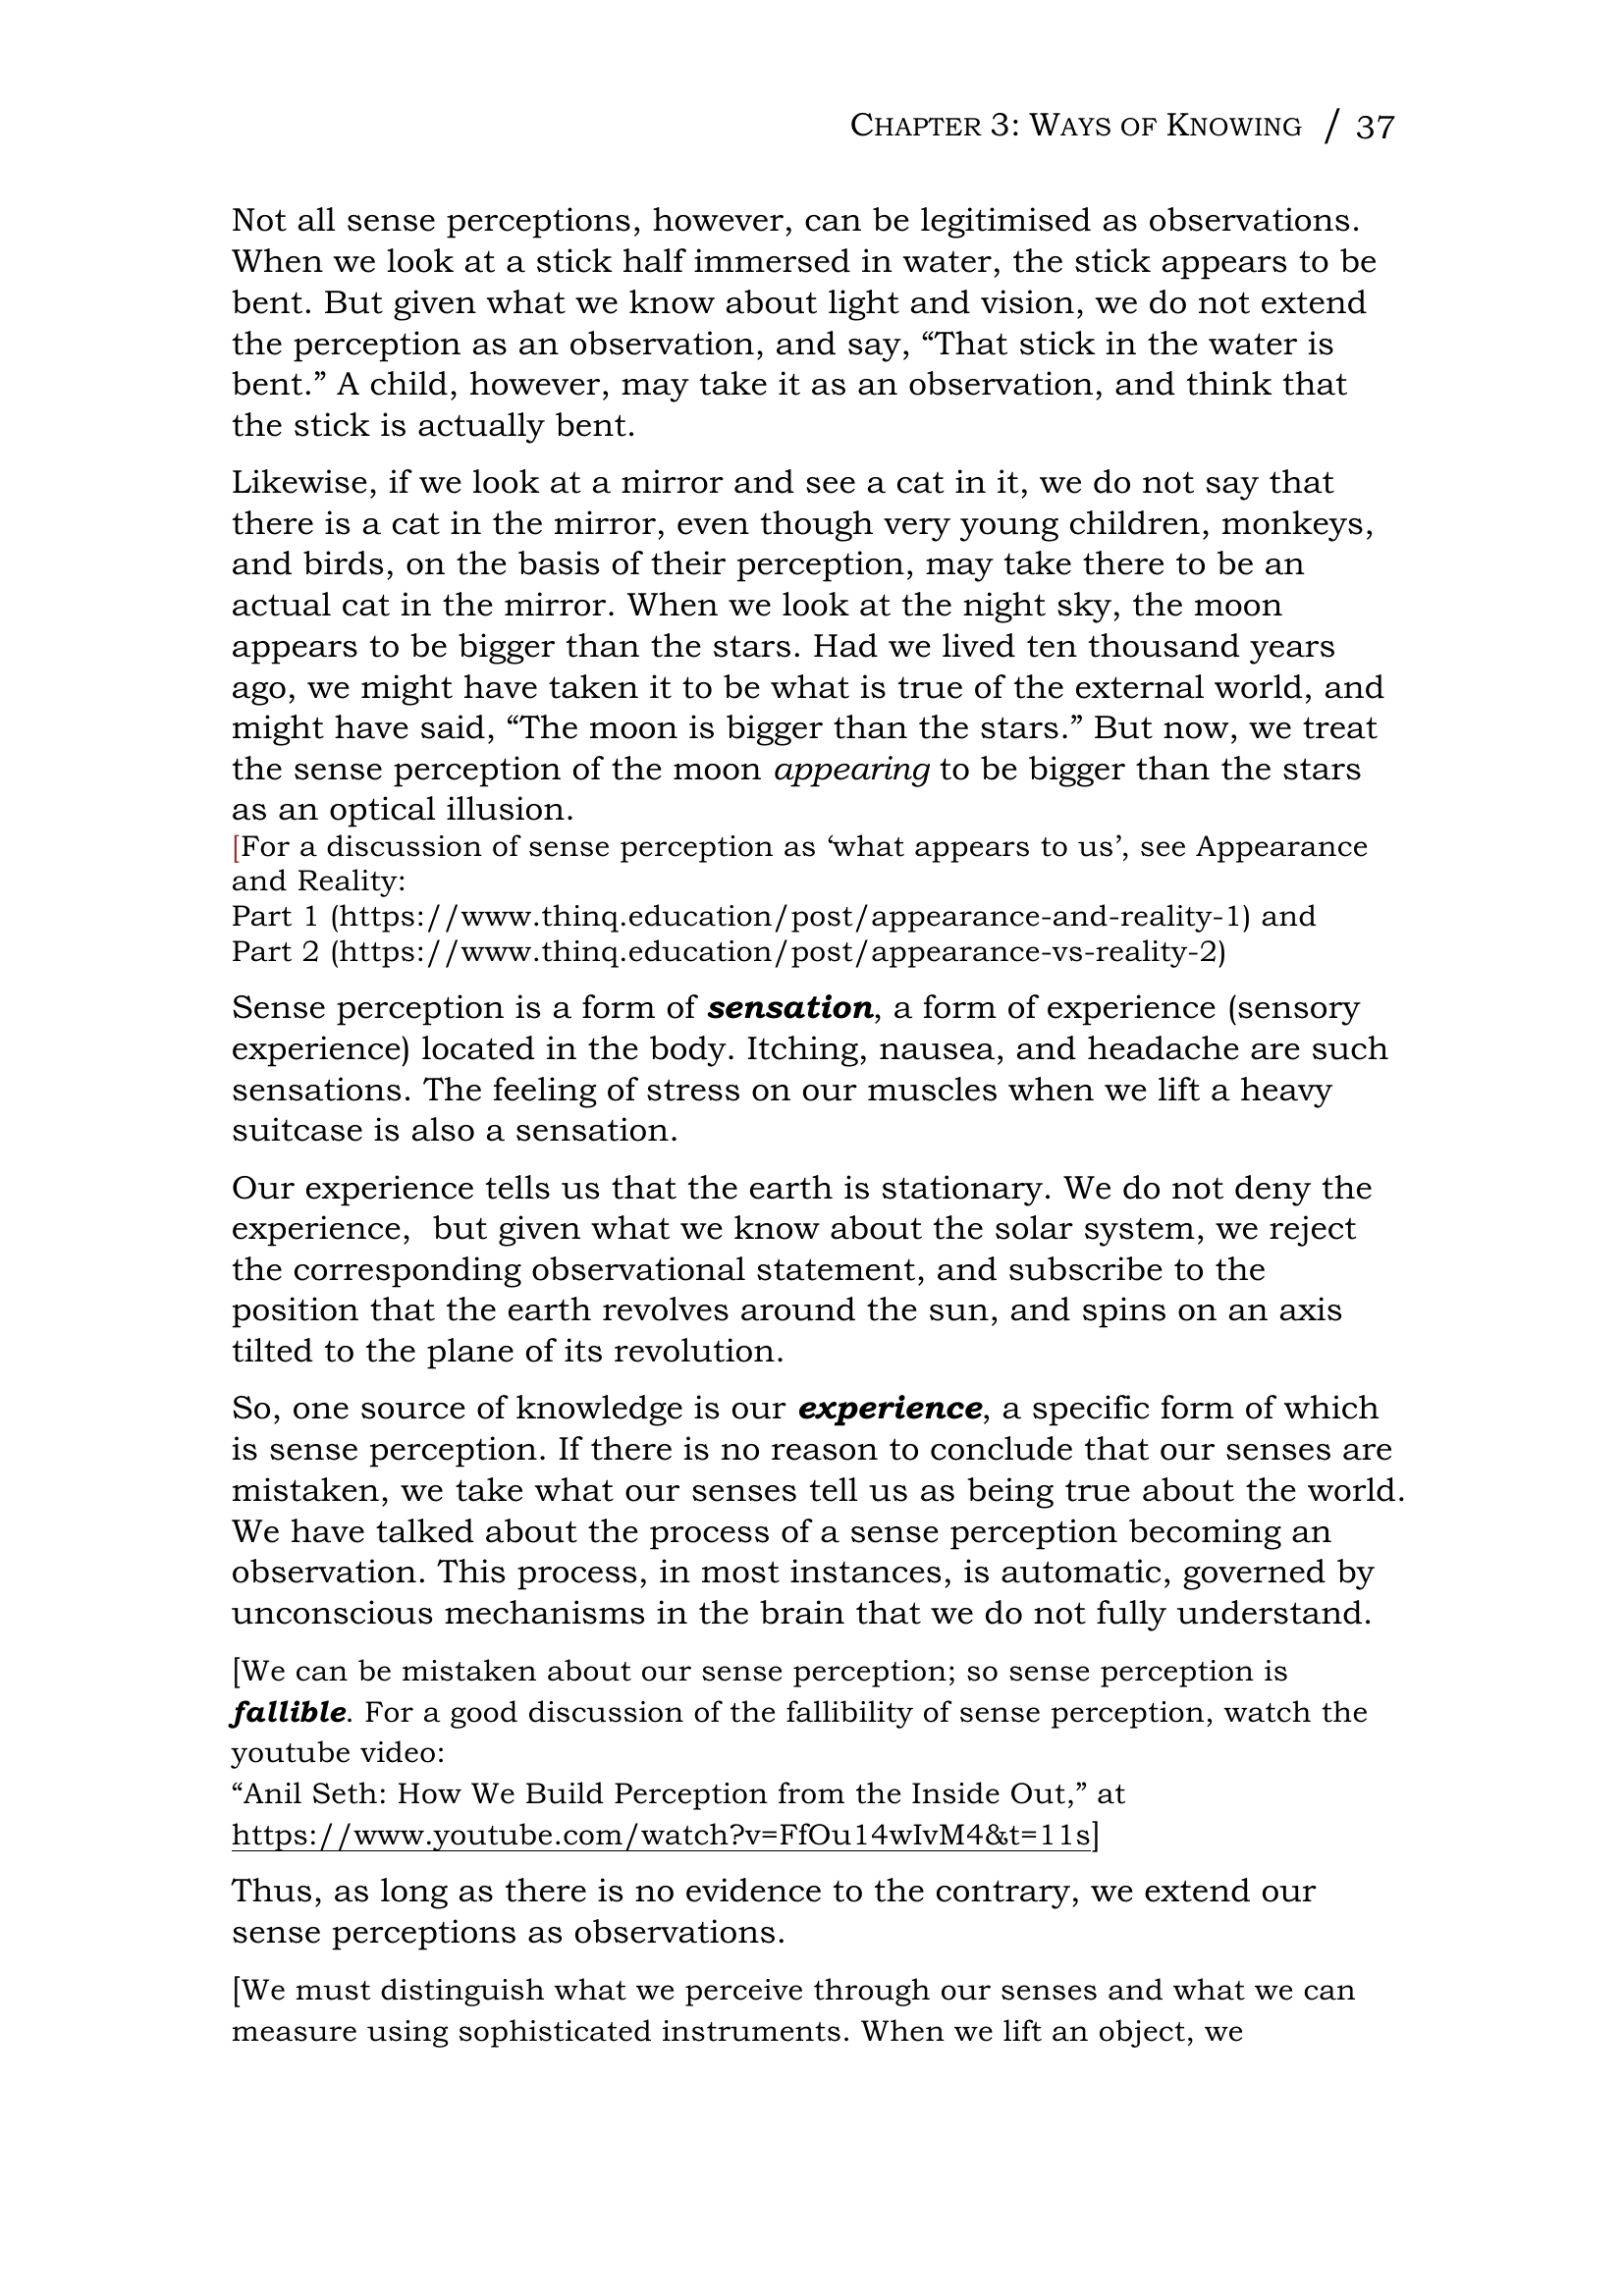 CHAPTER 3: WAYS OF KNOWING / 37
Not all sense perceptions, however, can be legitimised as observations.
When we look at a stick half immersed in water, the stick appears to be
bent. But given what we know about light and vision, we do not extend
the perception as an observation, and say, “That stick in the water is
bent.” A child, however, may take it as an observation, and think that
the stick is actually bent.
Likewise, if we look at a mirror and see a cat in it, we do not say that
there is a cat in the mirror, even though very young children, monkeys,
and birds, on the basis of their perception, may take there to be an
actual cat in the mirror. When we look at the night sky, the moon
appears to be bigger than the stars. Had we lived ten thousand years
ago, we might have taken it to be what is true of the external world, and
might have said, “The moon is bigger than the stars.” But now, we treat
the sense perception of the moon appearing to be bigger than the stars
as an optical illusion.
[For a discussion of sense perception as ‘what appears to us’, see Appearance
and Reality:
Part 1 (https://www.thinq.education/post/appearance-and-reality-1) and
Part 2 (https://www.thinq.education/post/appearance-vs-reality-2)
Sense perception is a form of sensation, a form of experience (sensory
experience) located in the body. Itching, nausea, and headache are such
sensations. The feeling of stress on our muscles when we lift a heavy
suitcase is also a sensation.
Our experience tells us that the earth is stationary. We do not deny the
experience,  but given what we know about the solar system, we reject
the corresponding observational statement, and subscribe to the
position that the earth revolves around the sun, and spins on an axis
tilted to the plane of its revolution.
So, one source of knowledge is our experience, a specific form of which
is sense perception. If there is no reason to conclude that our senses are
mistaken, we take what our senses tell us as being true about the world.
We have talked about the process of a sense perception becoming an
observation. This process, in most instances, is automatic, governed by
unconscious mechanisms in the brain that we do not fully understand.
[We can be mistaken about our sense perception; so sense perception is
fallible. For a good discussion of the fallibility of sense perception, watch the
youtube video:
“Anil Seth: How We Build Perception from the Inside Out,” at
https://www.youtube.com/watch?v=FfOu14wIvM4&t=11s]
Thus, as long as there is no evidence to the contrary, we extend our
sense perceptions as observations.
[We must distinguish what we perceive through our senses and what we can
measure using sophisticated instruments. When we lift an object, we